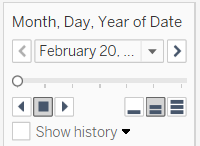 Month, Day, Year of Date
February 20, ...
Show history